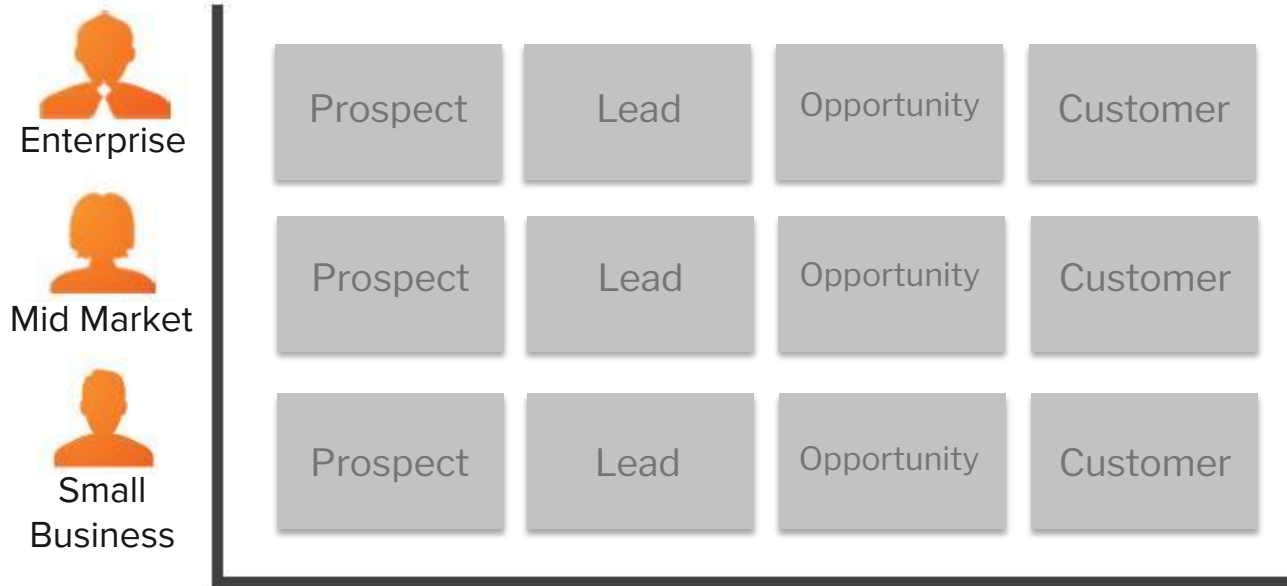 Enterprise
Prospect
Lead
Opportunity
Customer
Mid Market
Prospect
Lead
Opportunity
Customer
Small
Business
Prospect
Lead
Opportunity
Customer